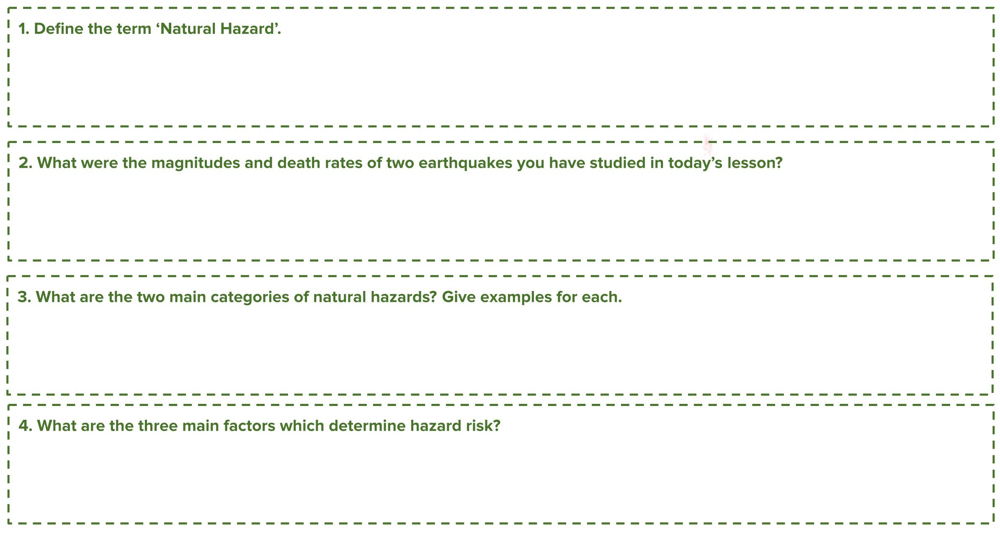 1. Define the term ‘Natural Hazard’.
2. What were the magnitudes and death rates of two earthquakes you have studied in today’s lesson?
3. What are the two main categories of natural hazards? Give examples for each.
4. What are the three main factors which determine hazard risk?